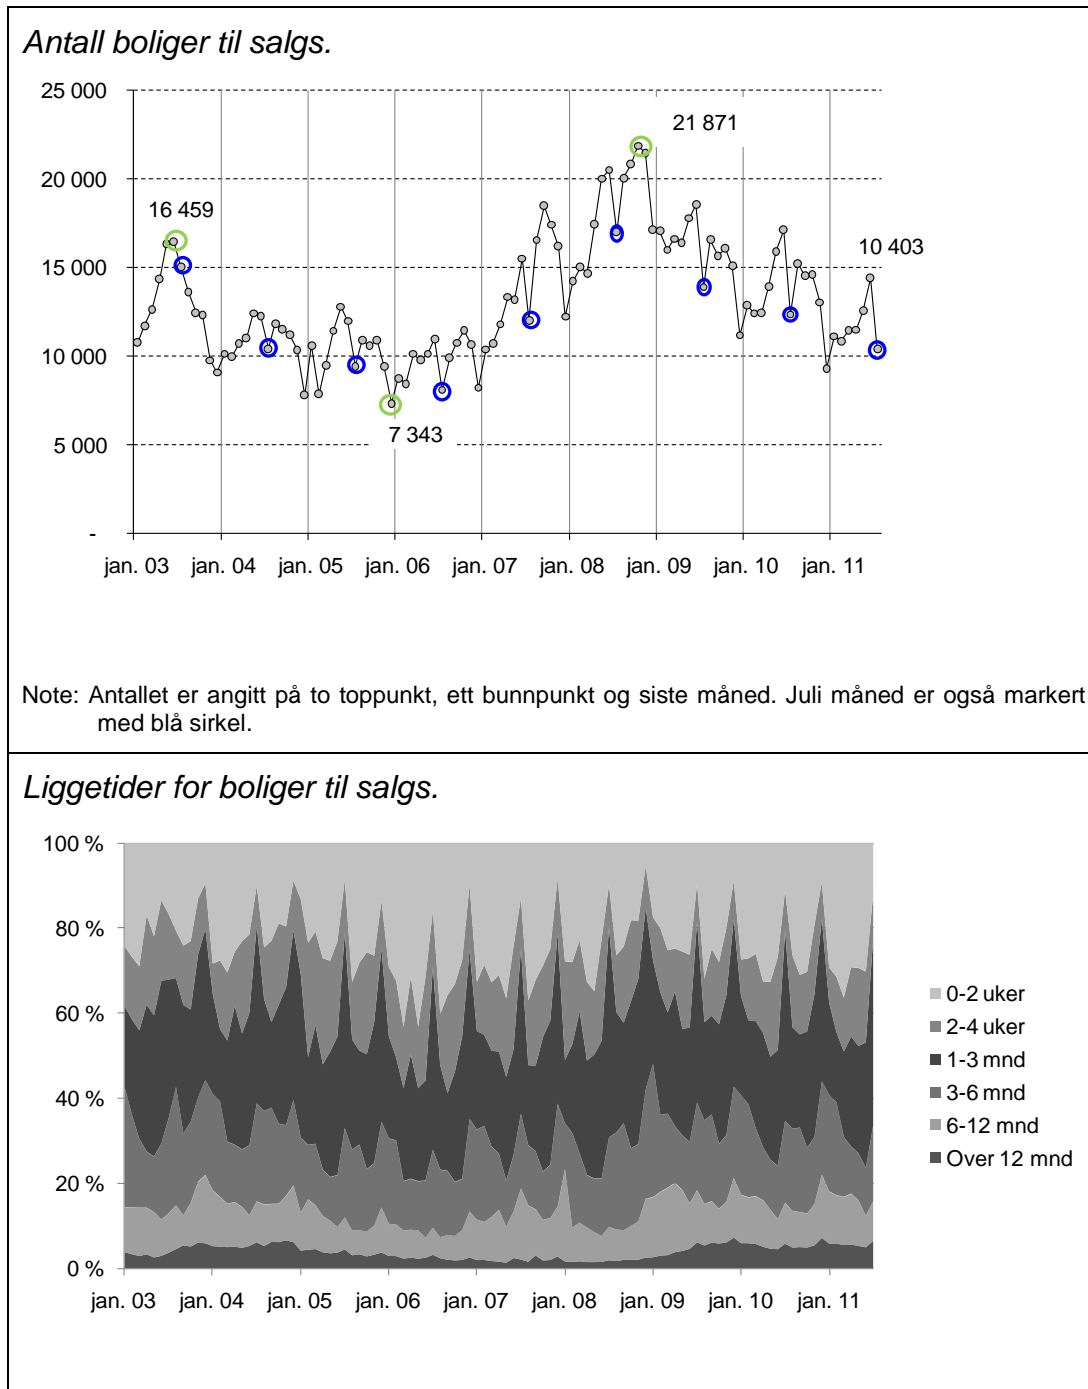 Antall boliger til salgs.
25 000
21 871
20 000
16 459
15 000
10 403
10 000
7 343
5 000
-
jan. 03 jan. 04 jan. 05 jan. 06 jan. 07 jan. 08 jan. 09 jan. 10 jan. 11
Note: Antallet er angitt på to toppunkt, ett bunnpunkt og siste måned. Juli måned er også markert
med blå sirkel.
Liggetider for boliger til salgs.
100 %
80 %
60 %
40 %
20 %
0 %
jan. 03 jan. 04 jan. 05 jan. 06 jan. 07 jan. 08 jan. 09 jan. 10 jan. 11
0-2 uker
2-4 uker
1-3 mnd
3-6 mnd
6-12 mnd
Over 12 mnd